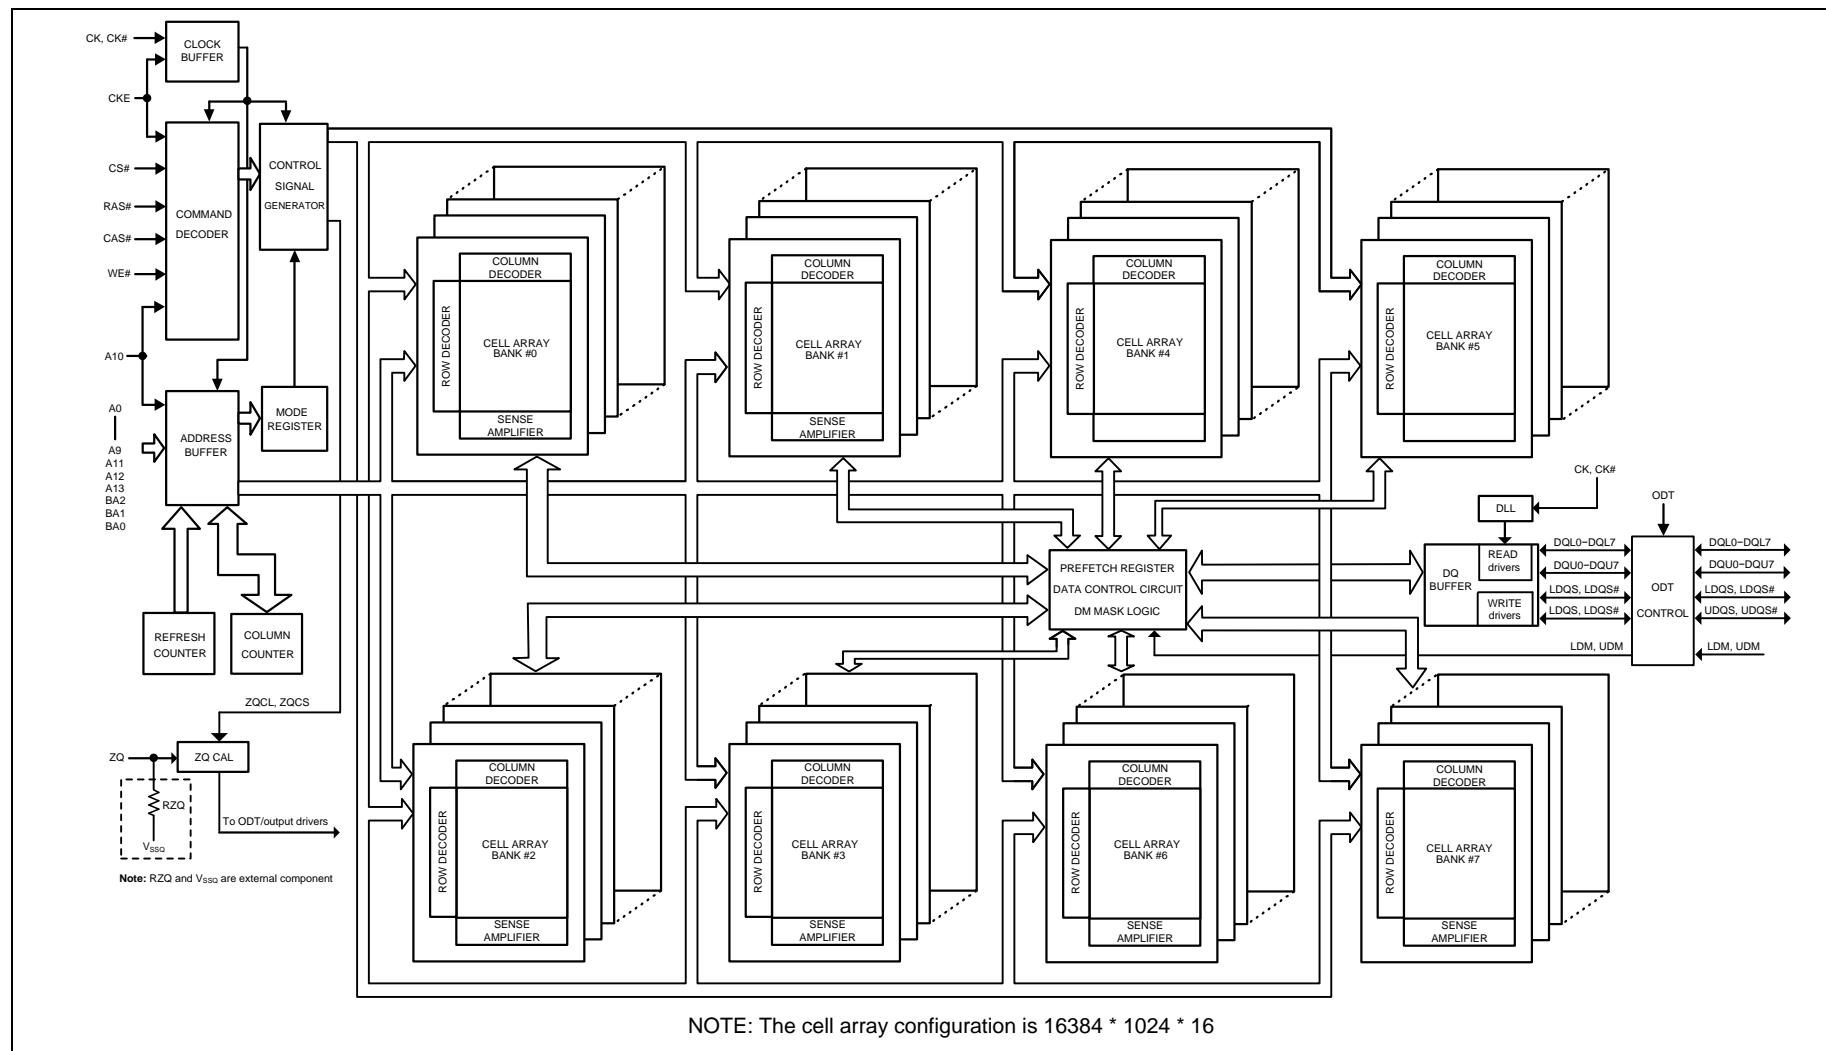 CK, CK#
CLOCK
BUFFER
CKE
CS#
RAS#
CAS#
WE#
COMMAND
DECODER
CONTROL
SIGNAL
GENERATOR
A10
A0
A9
A11
A12
A13
BA2
BA1
BA0
ADDRESS
BUFFER
MODE
REGISTER
REFRESH
COUNTER
COLUMN
COUNTER
ZQCL, ZQCS
ZQ
ZQ CAL
RZQ
VSSQ
To ODT/output drivers
Note: RZQ and VSSQ are external component
COLUMN
DECODER
ROW DECODER
CELL ARRAY
BANK #0
SENSE
AMPLIFIER
COLUMN
DECODER
ROW DECODER
CELL ARRAY
BANK #1
SENSE
AMPLIFIER
COLUMN
DECODER
ROW DECODER
CELL ARRAY
BANK #4
COLUMN
DECODER
ROW DECODER
CELL ARRAY
BANK #5
PREFETCH REGISTER
DATA CONTROL CIRCUIT
DM MASK LOGIC
CK, CK#
DLL
ODT
DQ
BUFFER
READ
drivers
WRITE
drivers
DQL0−DQL7
DQU0−DQU7
LDQS, LDQS#
LDQS, LDQS#
LDM, UDM
ODT
CONTROL
DQL0−DQL7
DQU0−DQU7
LDQS, LDQS#
UDQS, UDQS#
LDM, UDM
COLUMN
DECODER
ROW DECODER
CELL ARRAY
BANK #2
SENSE
AMPLIFIER
COLUMN
DECODER
ROW DECODER
CELL ARRAY
BANK #3
SENSE
AMPLIFIER
COLUMN
DECODER
ROW DECODER
CELL ARRAY
BANK #6
SENSE
AMPLIFIER
COLUMN
DECODER
ROW DECODER
CELL ARRAY
BANK #7
SENSE
AMPLIFIER
NOTE: The cell array configuration is 16384 * 1024 * 16